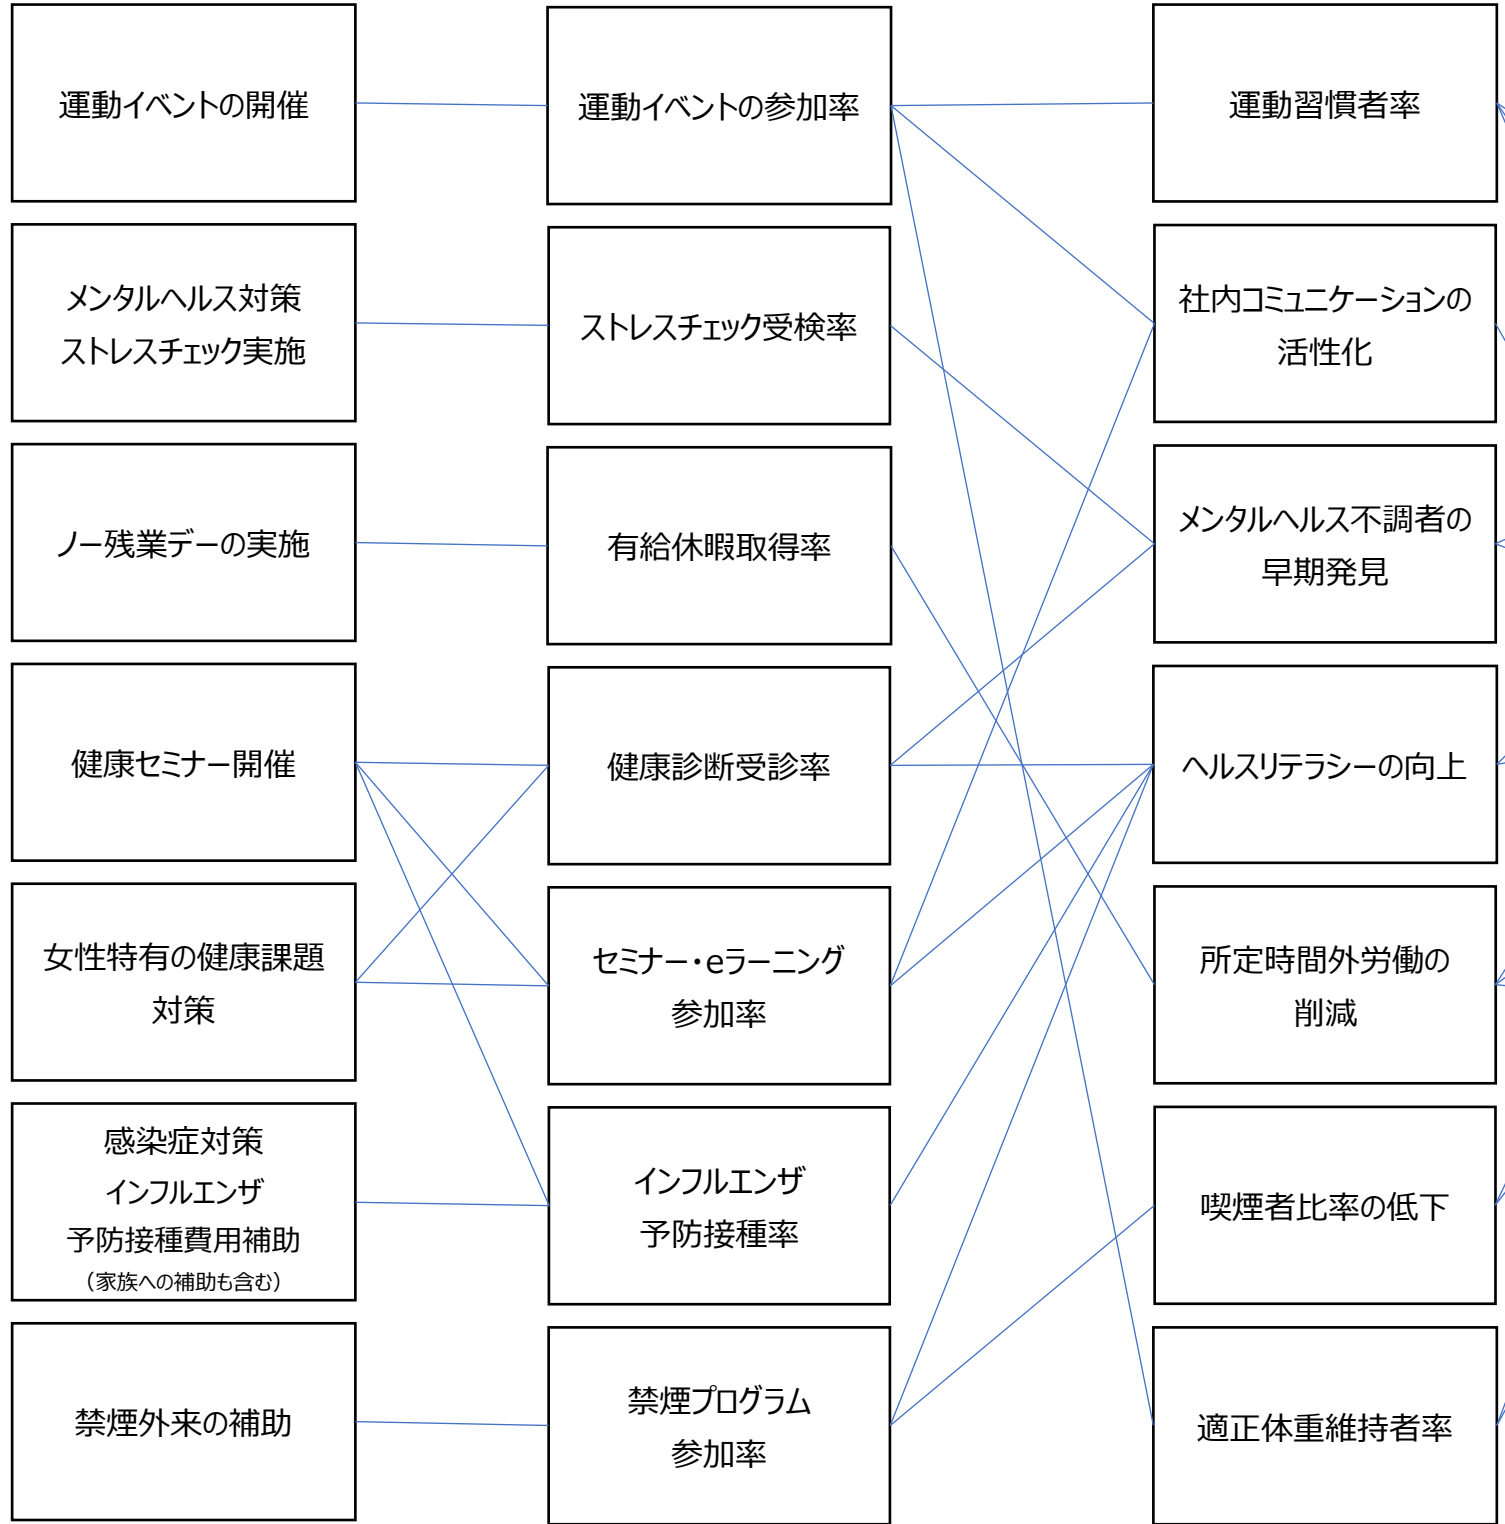 運動イベントの開催
運動イベントの参加率
運動習慣者率
メンタルヘルス対策
ストレスチェック実施
ストレスチェック受検率
社内コミュニケーションの
活性化
ノー残業デーの実施
有給休暇取得率
メンタルヘルス不調者の
早期発見
健康セミナー開催
健康診断受診率
ヘルスリテラシーの向上
女性特有の健康課題
対策
セミナー・eラーニング
参加率
所定時間外労働の
削減
感染症対策
インフルエンザ
予防接種費用補助
（家族への補助も含む）
インフルエンザ
予防接種率
喫煙者比率の低下
禁煙外来の補助
禁煙プログラム
参加率
適正体重維持者率